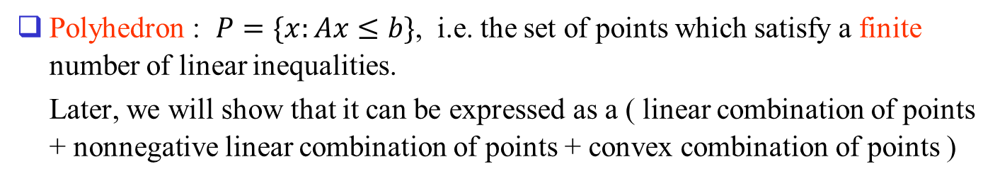 Polyhedron : P = {x: Ax ≤ b}, i.e. the set of points which satisfy a finite
number of linear inequalities.
Later, we will show that it can be expressed as a ( linear combination of points
+ nonnegative linear combination of points + convex combination of points )